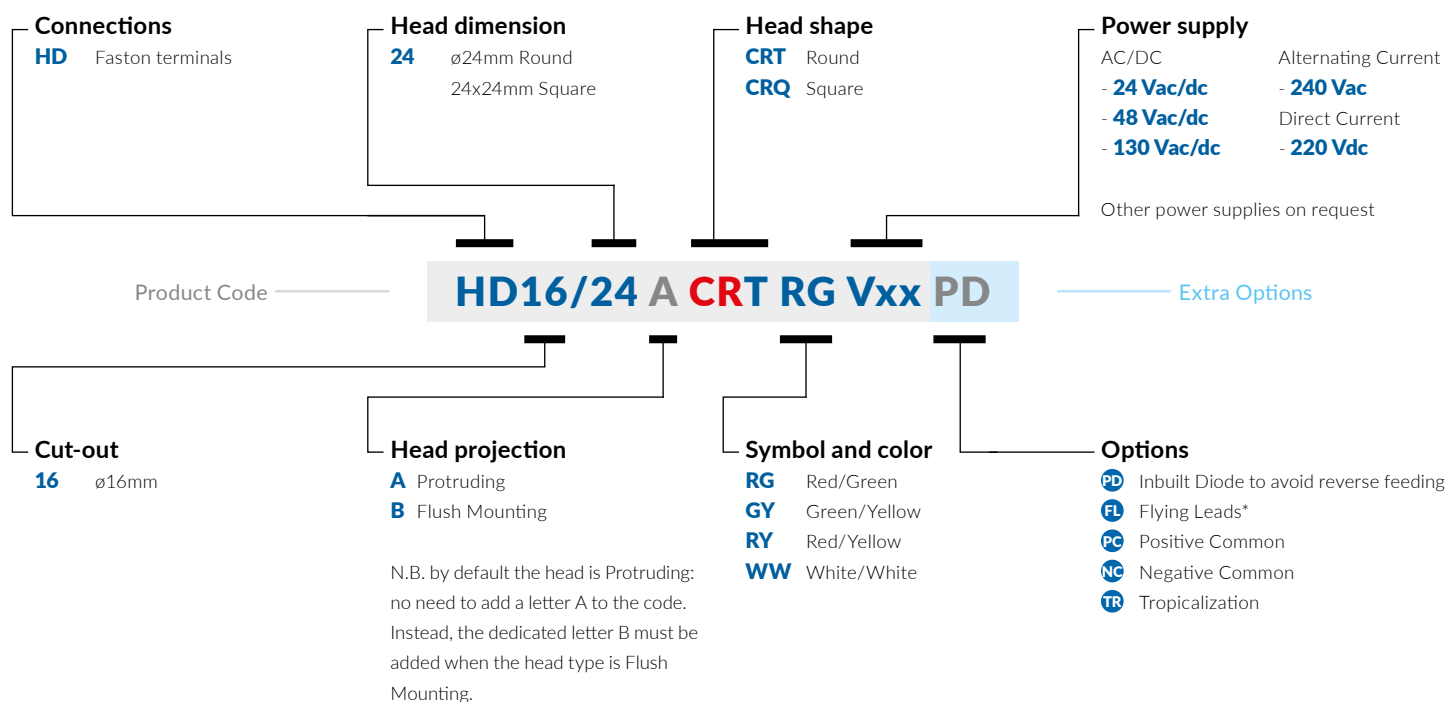 Connections
HD Faston terminals
Head dimension
24 ø24mm Round
24x24mm Square
Head shape
CRT Round
CRQ Square
Power supply
AC/DC
- 24 Vac/dc
- 48 Vac/dc
- 130 Vac/dc
Alternating Current
- 240 Vac
Direct Current
- 220 Vdc
Other power supplies on request
Product Code
HD16/24 A CRT RG Vxx PD
Extra Options
Cut-out
16 ø16mm
Head projection
A Protruding
B Flush Mounting
N.B. by default the head is Protruding:
no need to add a letter A to the code.
Instead, the dedicated letter B must be
added when the head type is Flush
Mounting.
Symbol and color
RG Red/Green
GY Green/Yellow
RY Red/Yellow
WW White/White
Options
PD Inbuilt Diode to avoid reverse feeding
FL Flying Leads*
PC Positive Common
NC Negative Common
TR Tropicalization